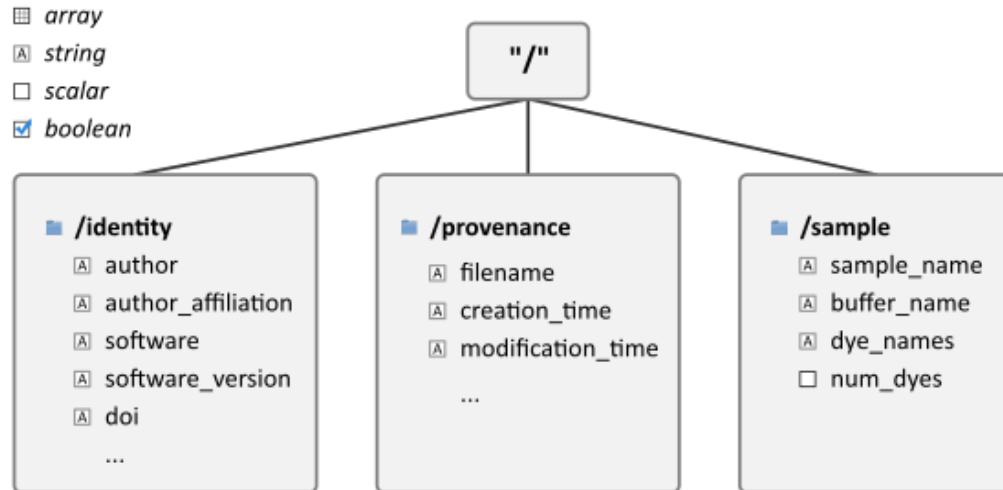 array
A string
scalar
boolean
"/"
/identity
A author
A author_affiliation
A software
A software_version
A doi
...
/provenance
A filename
A creation_time
A modification_time
...
/sample
A sample_name
A buffer_name
A dye_names
num_dyes